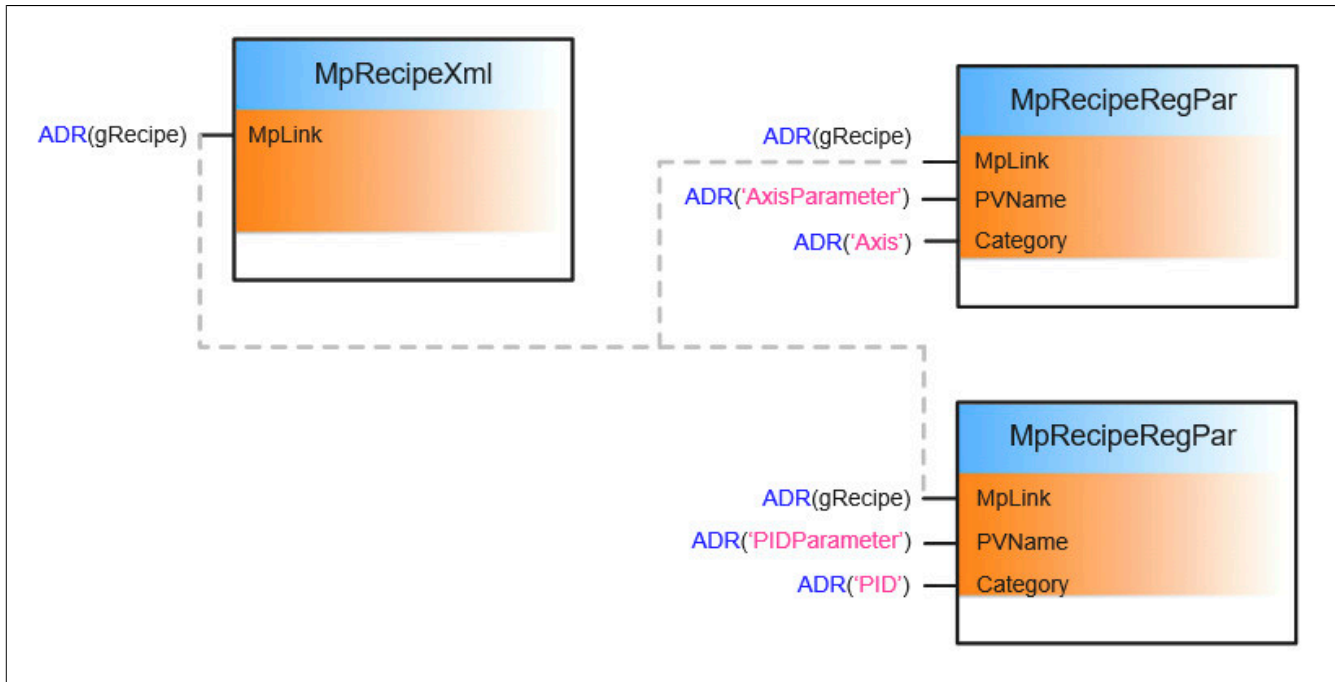 MpRecipeXml
ADR(gRecipe)
MpLink
MpRecipeRegPar
ADR(gRecipe)
MpLink
ADR(‘AxisParameter’)
PVName
ADR(‘Axis’)
Category
MpRecipeRegPar
ADR(gRecipe)
MpLink
ADR(‘PIDParameter’)
PVName
ADR(‘PID’)
Category